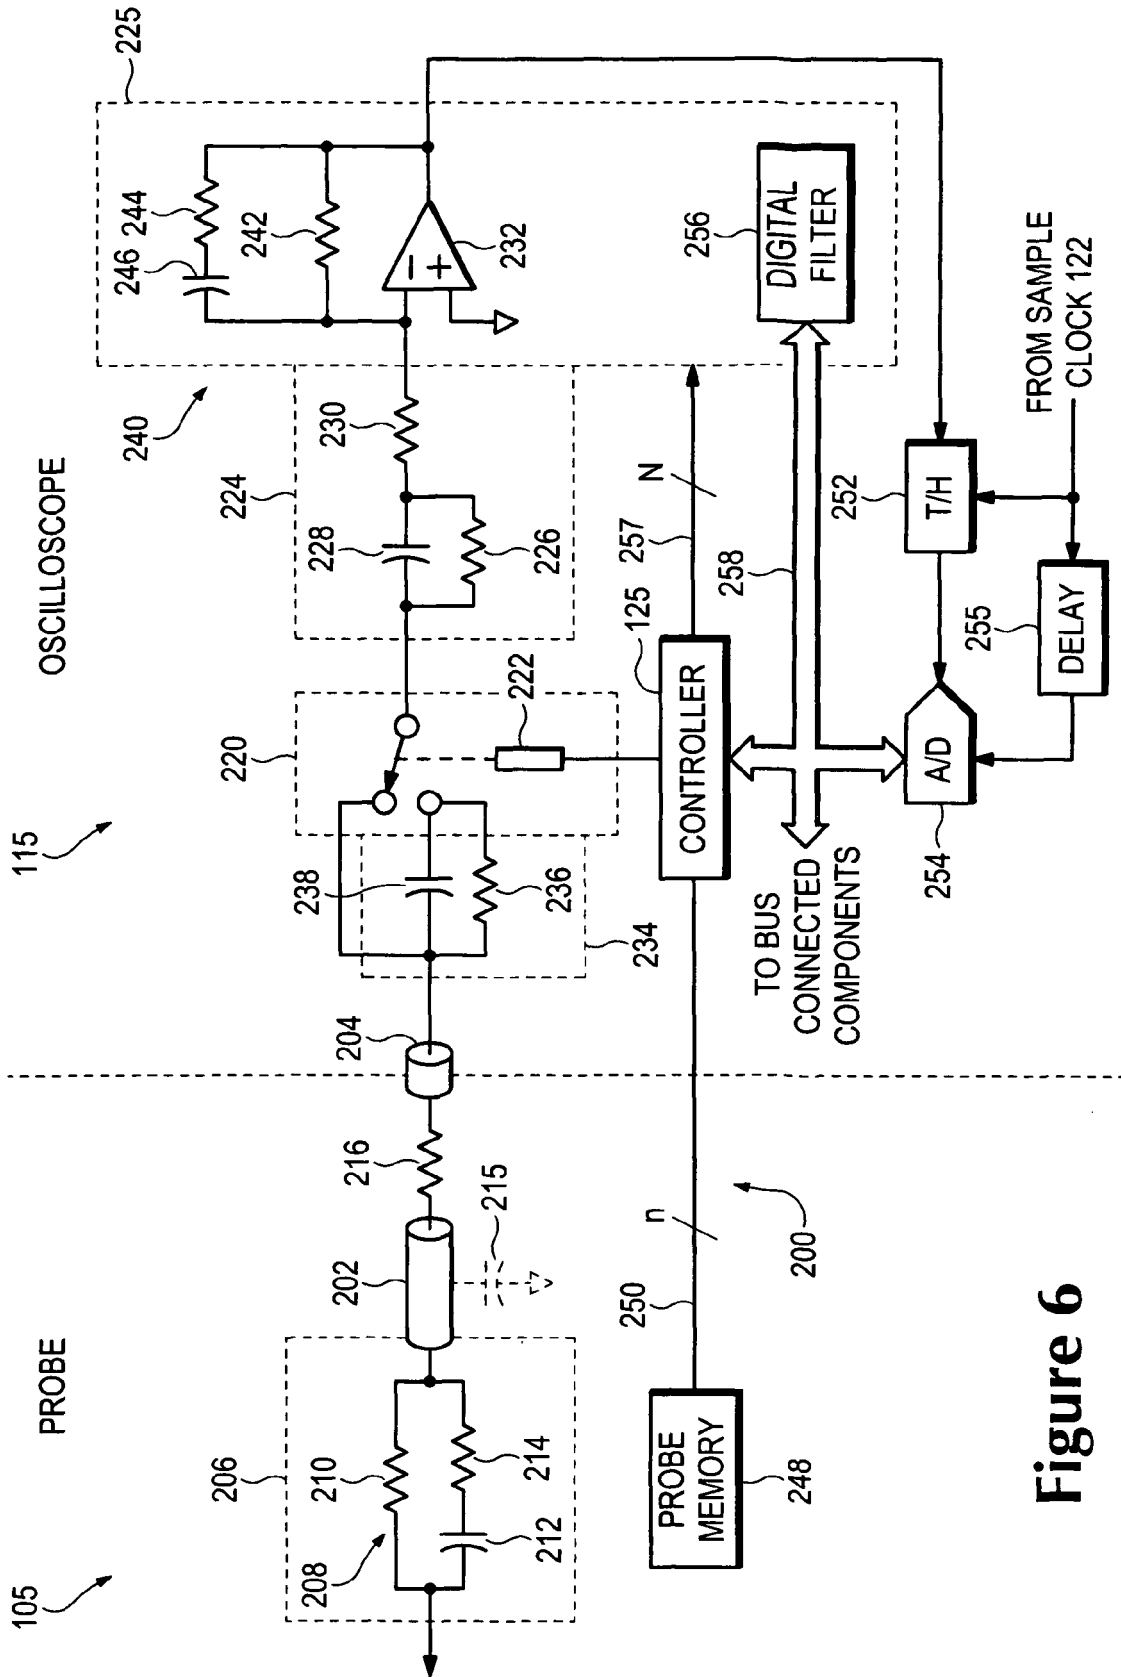 105
PROBE
115
OSCILLOSCOPE
206
208
210
212
214
202
215
216
204
234
236
238
220
222
224
226
228
230
240
225
246
244
242
232
PROBE
MEMORY
248
250
n
200
CONTROLLER
125
257
N
256
DIGITAL
FILTER
258
TO BUS
CONNECTED
COMPONENTS
A/D
254
T/H
252
DELAY
255
FROM SAMPLE
CLOCK 122
Figure 6